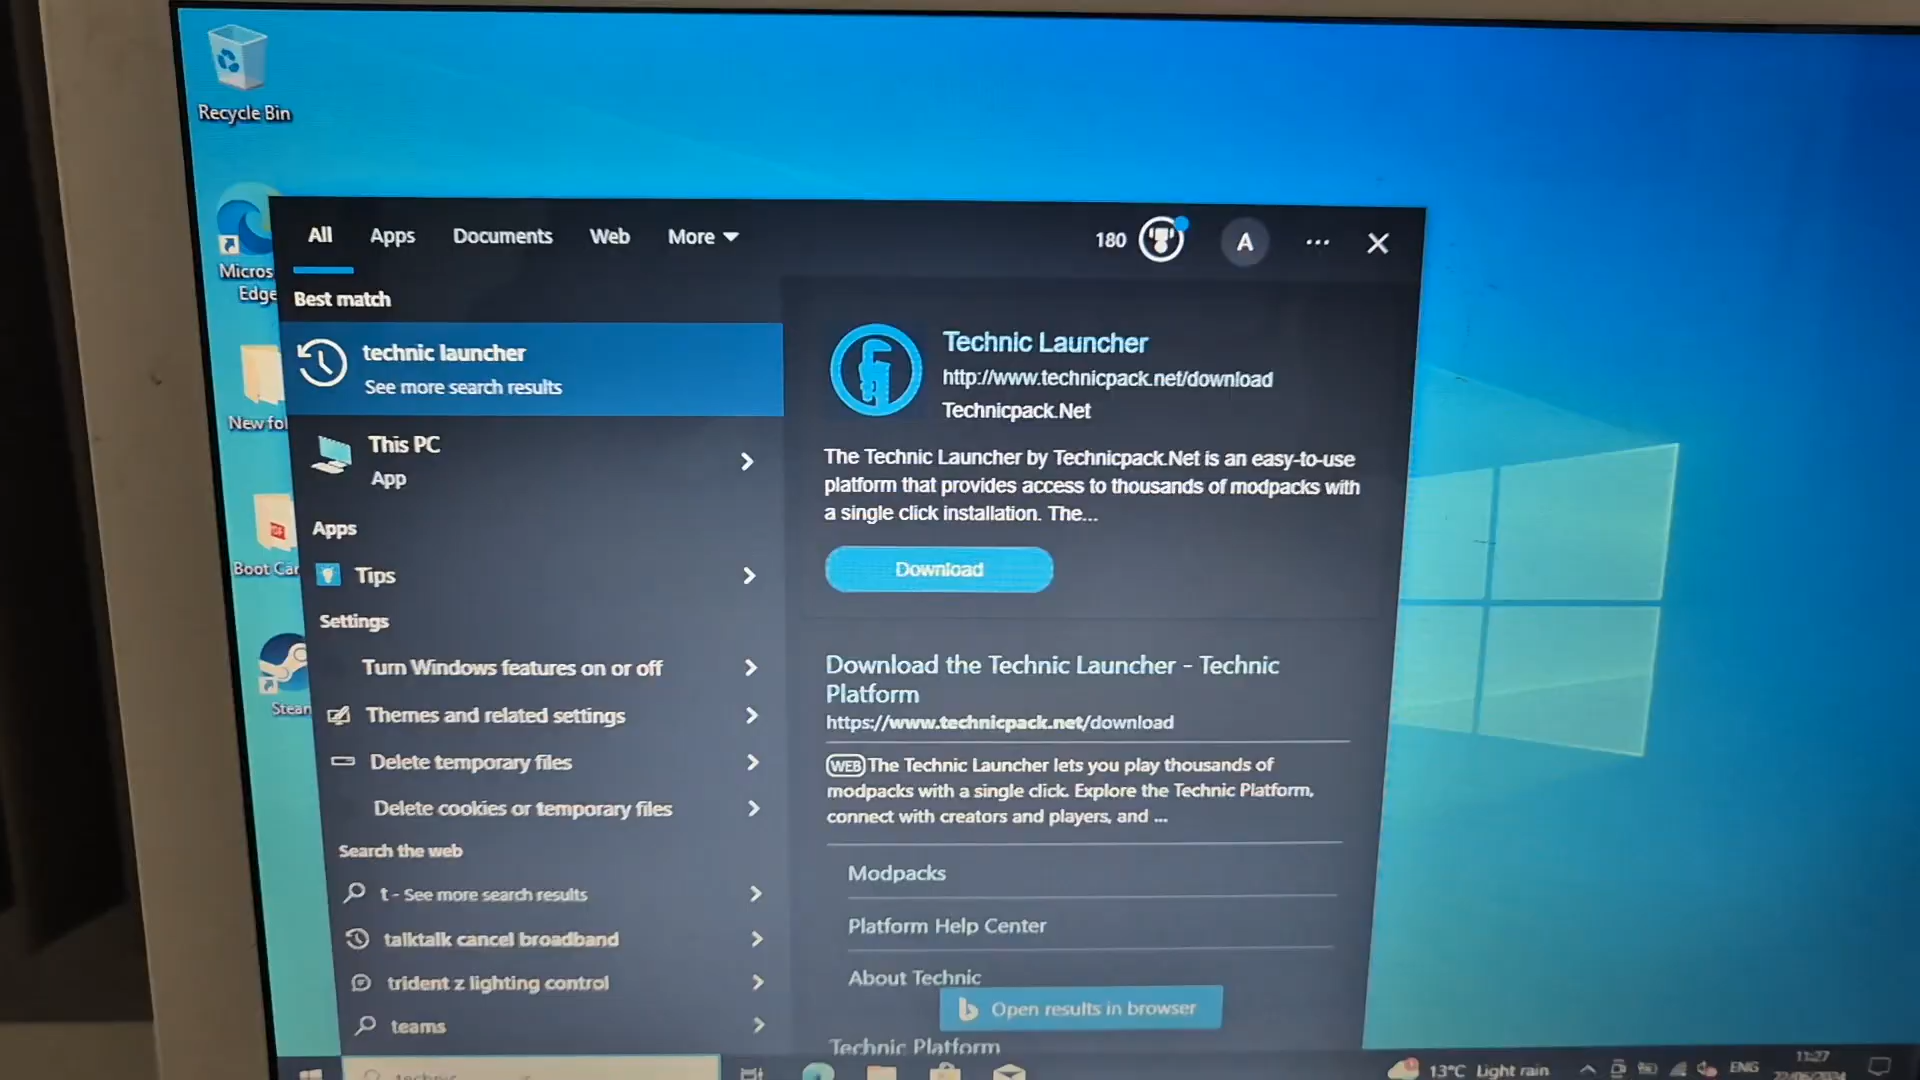 Recycle Bin
Micros
Edge
New fol
Boot Car
Stean
All
Apps
Documents
Web
More
180
A
Best match
technic launcher
See more search results
This PC
App
Apps
Tips
Settings
Turn Windows features on or off
Themes and related settings
Delete temporary files
Delete cookies or temporary files
Search the web
t - See more search results
talktalk cancel broadband
trident z lighting control
teams
Technic Launcher
http://www.technicpack.net/download
Technicpack.Net
The Technic Launcher by Technicpack.Net is an easy-to-use
platform that provides access to thousands of modpacks with
a single click installation. The...
Download
Download the Technic Launcher - Technic
Platform
https://www.technicpack.net/download
WEB The Technic Launcher lets you play thousands of
modpacks with a single click. Explore the Technic Platform,
connect with creators and players, and ...
Modpacks
Platform Help Center
About Technic
Open results in browser
Technic Platform
13°C Light rain
ENG
11:27